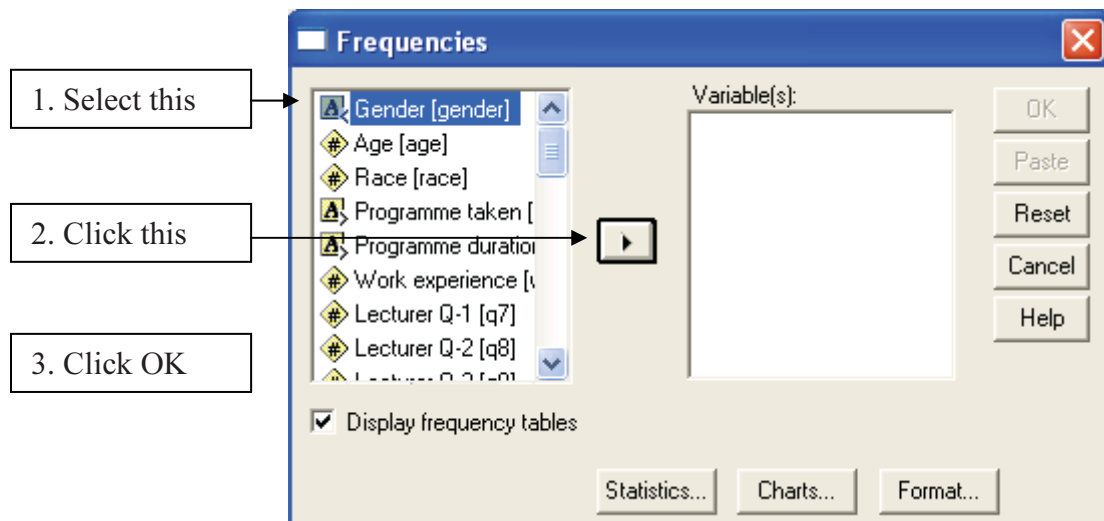 Frequencies
1. Select this
2. Click this
3. Click OK
Gender [gender]
Age [age]
Race [race]
Programme taken [
Programme duration
Work experience [
Lecturer Q-1 [q7]
Lecturer Q-2 [q8]
Variable(s):
OK
Paste
Reset
Cancel
Help
Display frequency tables
Statistics...
Charts...
Format...